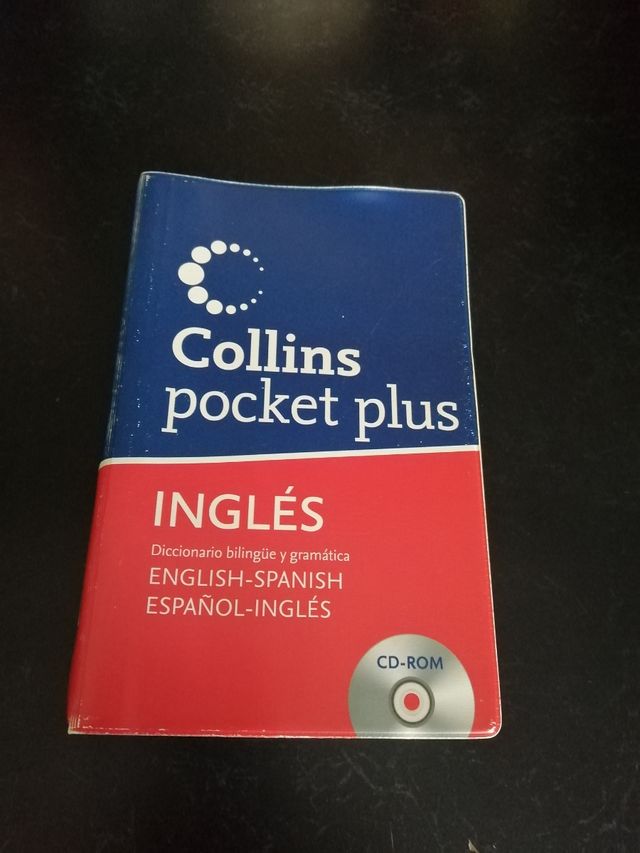 Collins
pocket plus
INGLÉS
Diccionario bilingüe y gramática
ENGLISH-SPANISH
ESPAÑOL-INGLÉS
CD-ROM